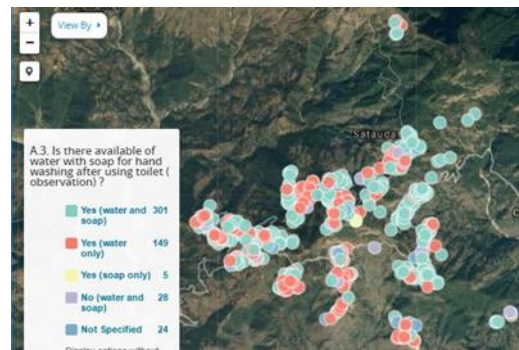 +
View By
−
Sataudar
A.3. Is there available of
water with soap for hand
washing after using toilet (
observation) ?
Yes (water and 301
soap)
Yes (water 149
only)
Yes (soap only) 5
No (water and 28
soap)
Not Specified 24